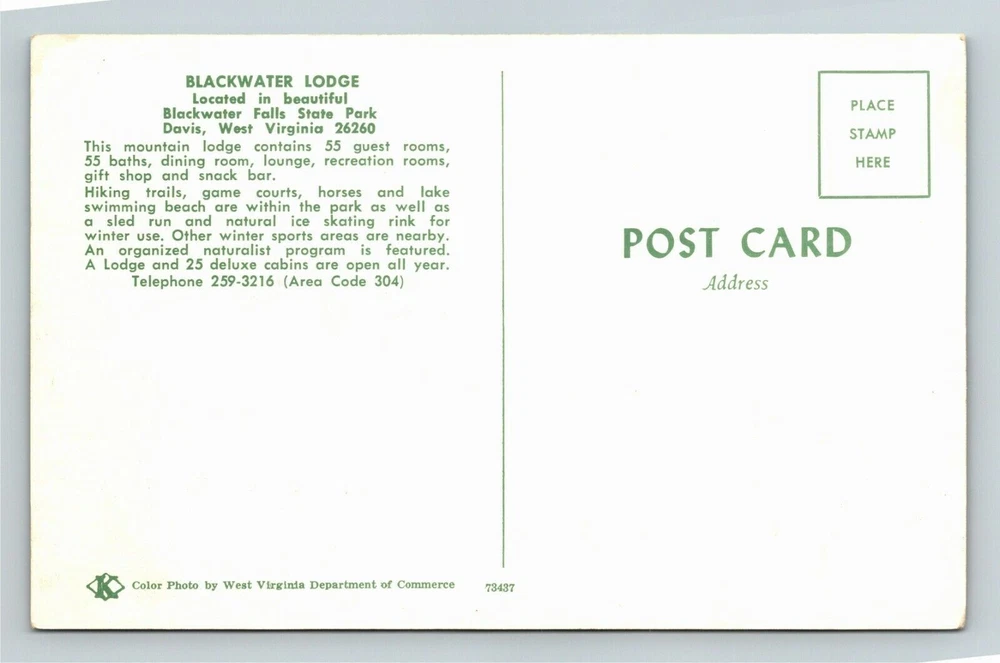 BLACKWATER LODGE
Located in beautiful
Blackwater Falls State Park
Davis, West Virginia 26260
This mountain lodge contains 55 guest rooms,
55 baths, dining room, lounge, recreation rooms,
gift shop and snack bar.
Hiking trails, game courts, horses and lake
swimming beach are within the park as well as
a sled run and natural ice skating rink for
winter use. Other winter sports areas are nearby.
An organized naturalist program is featured.
A Lodge and 25 deluxe cabins are open all year.
Telephone 259-3216 (Area Code 304)
K Color Photo by West Virginia Department of Commerce
73437
PLACE
STAMP
HERE
POST CARD
Address